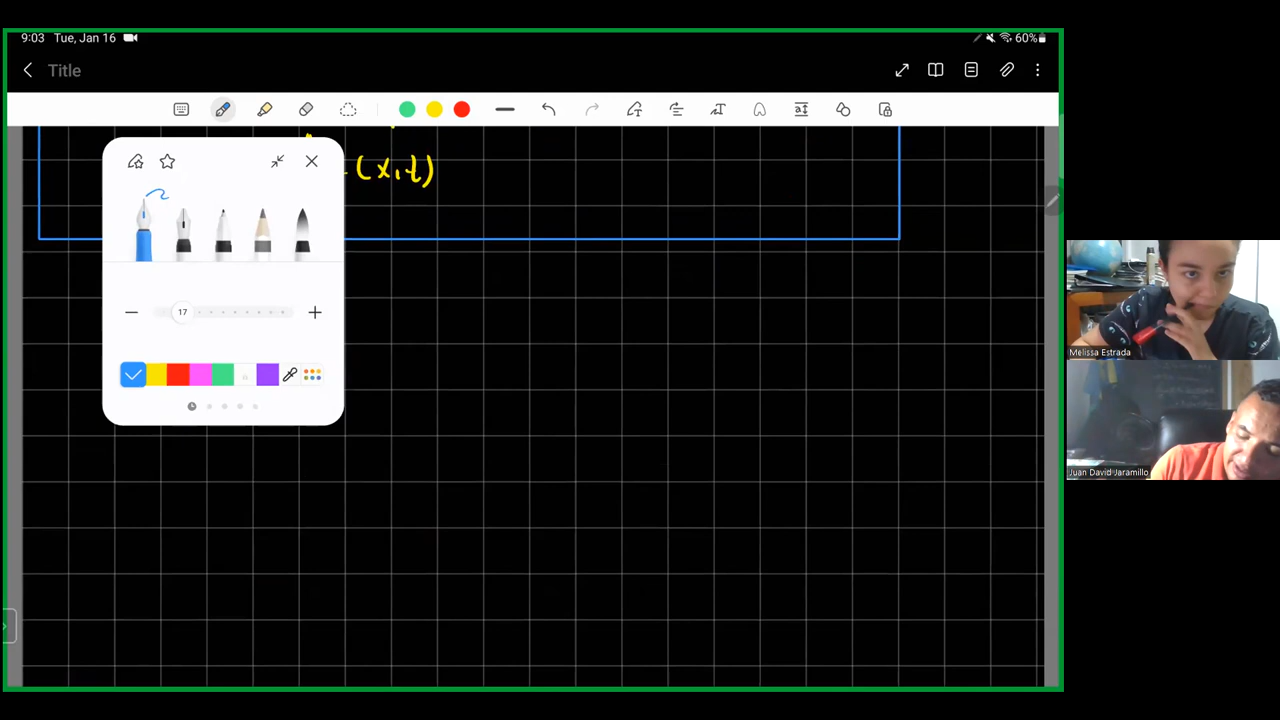 9:03 Tue, Jan 16 60%
Title
(x,t)
17
Melissa Estrada
Juan David Jaramillo